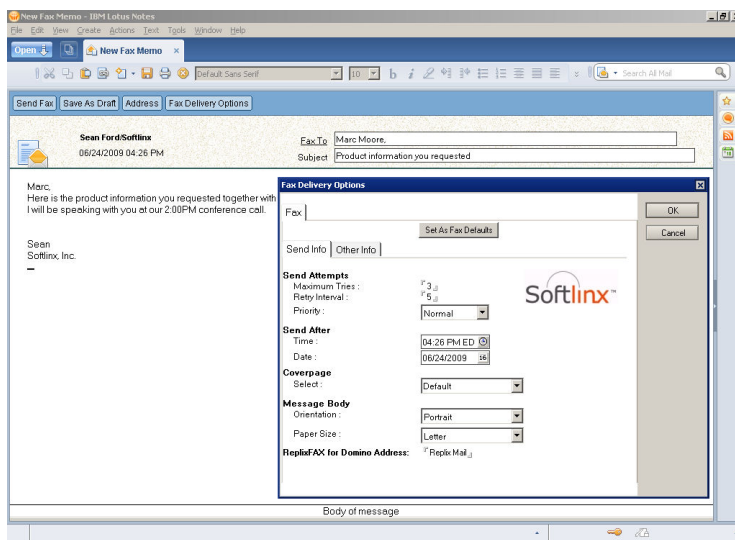 New Fax Memo - IBM Lotus Notes
File Edit View Create Actions Text Tools Window Help
Open New Fax Memo ×
Default Sans Serif 10 b i Search All Mail
Send Fax Save As Draft Address Fax Delivery Options
Sean Ford/Softlinx
06/24/2009 04:26 PM
Fax To Marc Moore,
Subject Product information you requested
Marc,
Here is the product information you requested together with
I will be speaking with you at our 2:00PM conference call.
Sean
Softlinx, Inc.
Fax Delivery Options
Fax
OK
Cancel
Set As Fax Defaults
Send Info Other Info
Softlinx™
Send Attempts
Maximum Tries : 3
Retry Interval : 5
Priority : Normal
Send After
Time : 04:26 PM ED
Date : 06/24/2009 16
Coverpage
Select : Default
Message Body
Orientation : Portrait
Paper Size : Letter
ReplixFAX for Domino Address: Replix Mail
Body of message